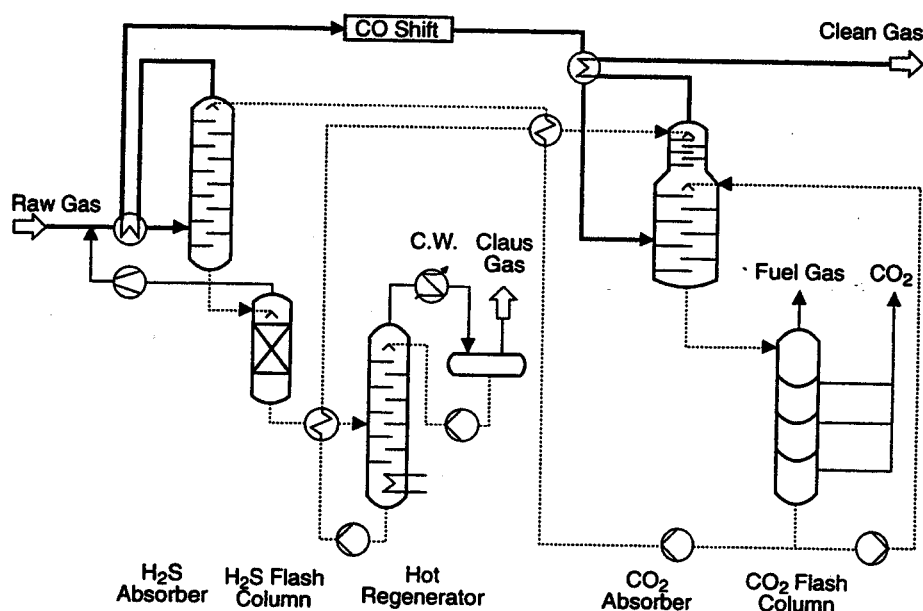 CO Shift
Clean Gas
Raw Gas
C.W.
Claus
Gas
Fuel Gas
CO₂
H₂S
Absorber
H₂S Flash
Column
Hot
Regenerator
CO₂
Absorber
CO₂ Flash
Column